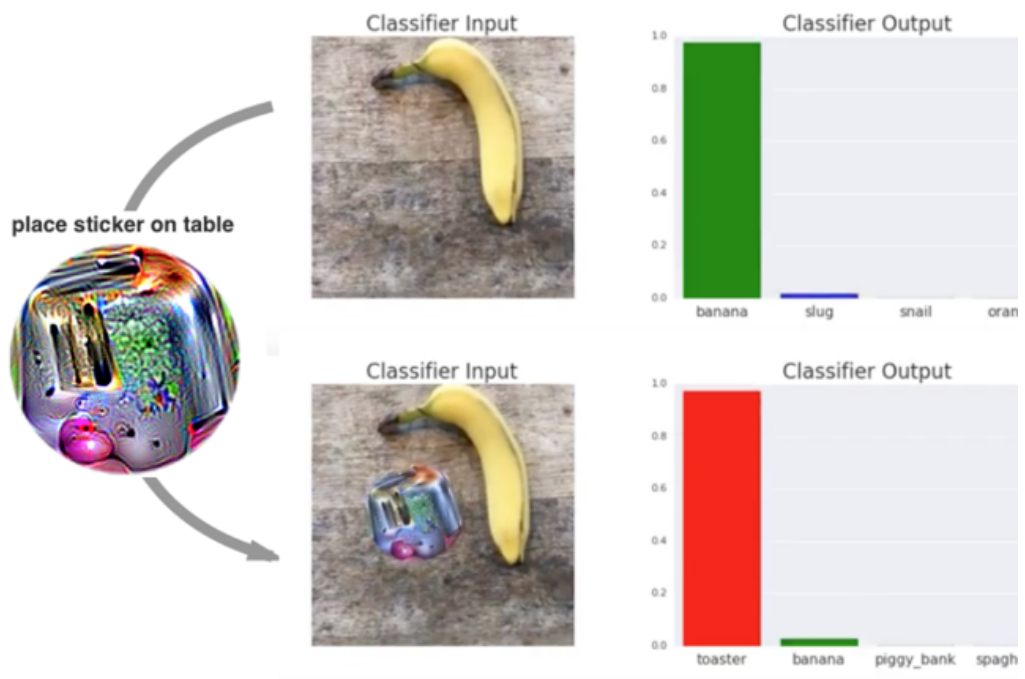 Classifier Input
Classifier Output
1.0
0.8
0.6
0.4
0.2
0.0
banana slug snail oran
place sticker on table
Classifier Input
Classifier Output
1.0
0.8
0.6
0.4
0.2
0.0
toaster banana piggy_bank spagh